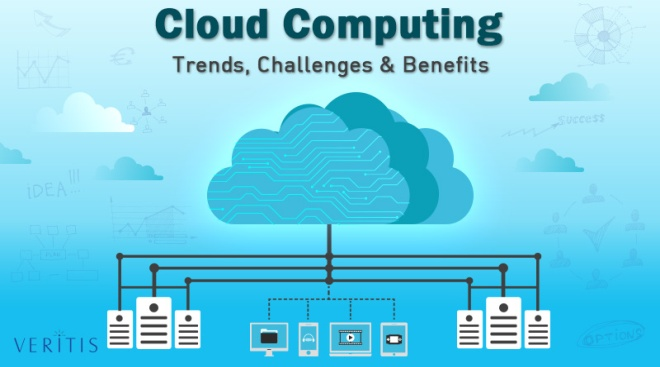 Cloud Computing
Trends, Challenges & Benefits
SUCCESS
IDEA!!!
VERITIS
OPTIONS